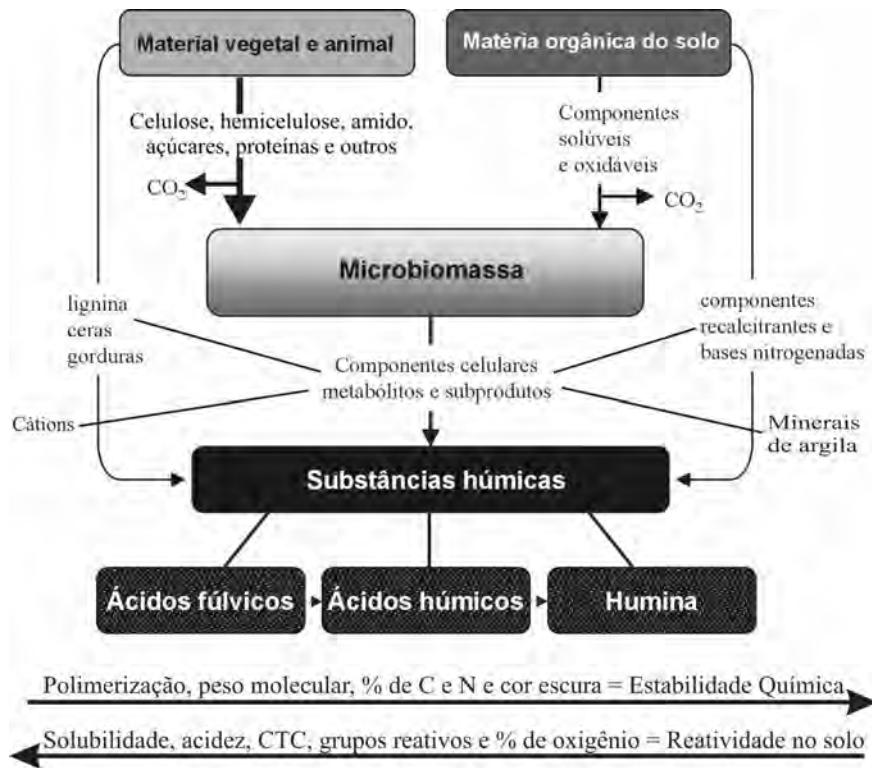 Material vegetal e animal
Matéria orgânica do solo
Celulose, hemicelulose, amido,
açúcares, proteínas e outros
Componentes
solúveis
e oxidáveis
CO2
CO2
Microbiomassa
lignina
ceras
gorduras
componentes
recalcitrantes e
bases nitrogenadas
Componentes celulares
metabólitos e subprodutos
Càtions
Minerais
de argila
Substâncias húmicas
Ácidos fúlvicos
Ácidos húmicos
Humina
Polimerização, peso molecular, % de C e N e cor escura = Estabilidade Química
Solubilidade, acidez, CTC, grupos reativos e % de oxigênio = Reatividade no solo